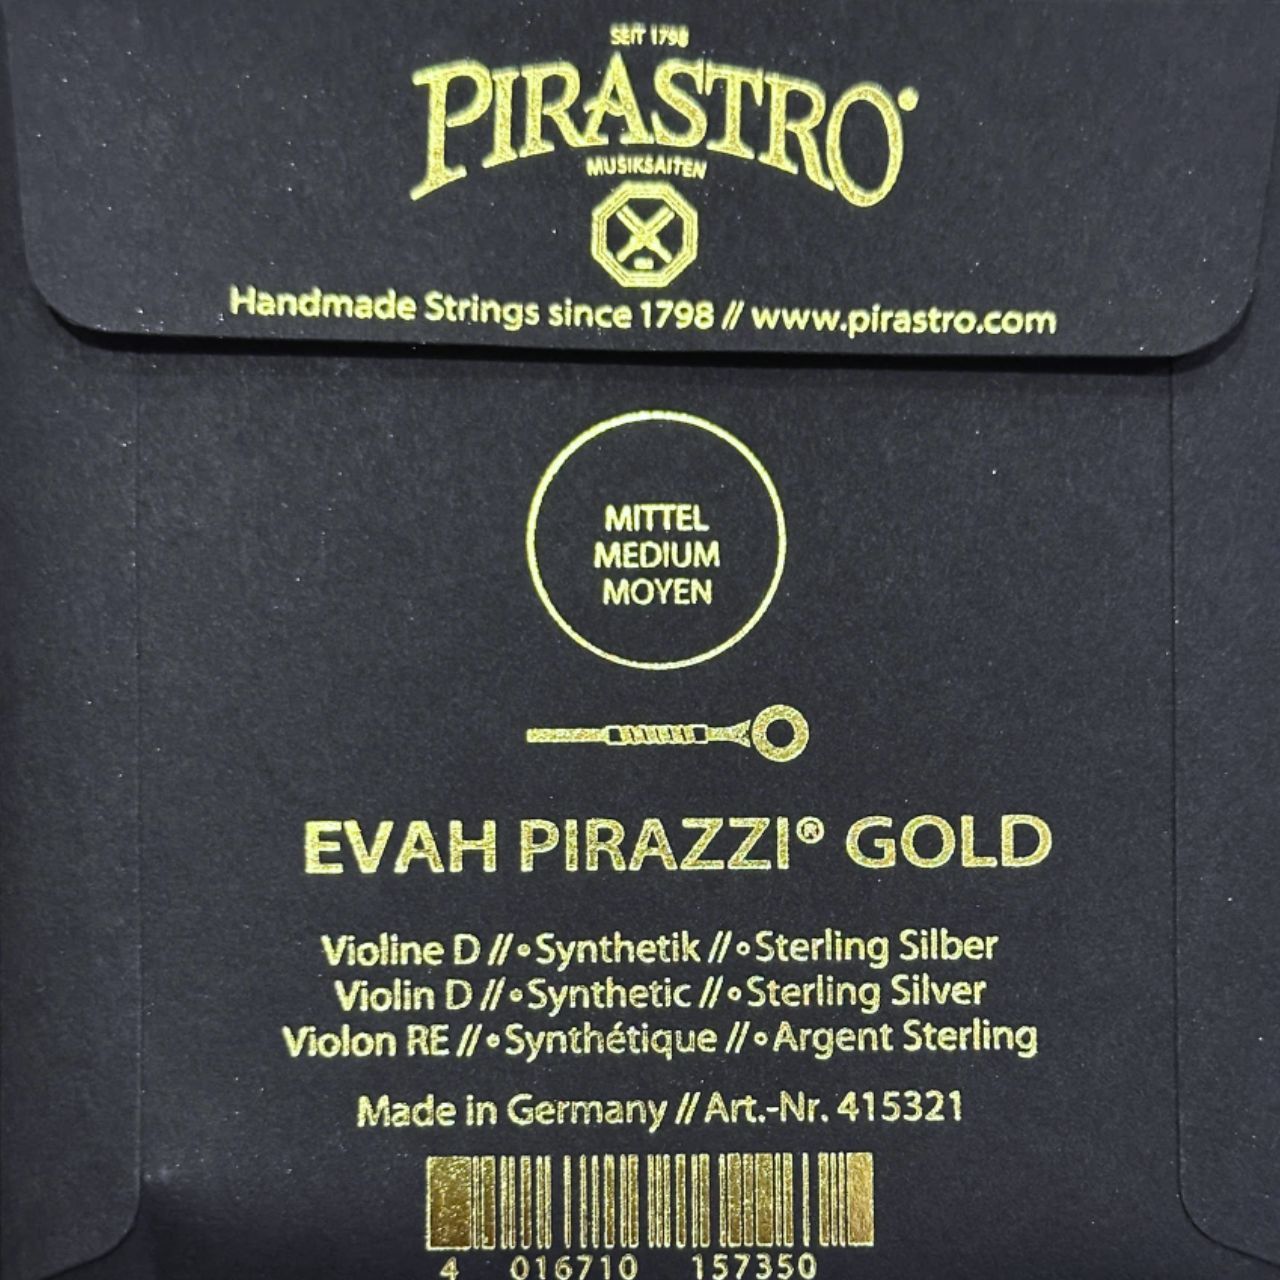 SEIT 1798
PIRASTRO®
MUSIKSAITEN
Handmade Strings since 1798 // www.pirastro.com
MITTEL
MEDIUM
MOYEN
EVAH PIRAZZI® GOLD
Violine D // • Synthetik // ∘ Sterling Silber
Violin D // • Synthetic // ∘ Sterling Silver
Violon RE // • Synthétique // ∘ Argent Sterling
Made in Germany // Art.-Nr. 415321
4 016710 157350